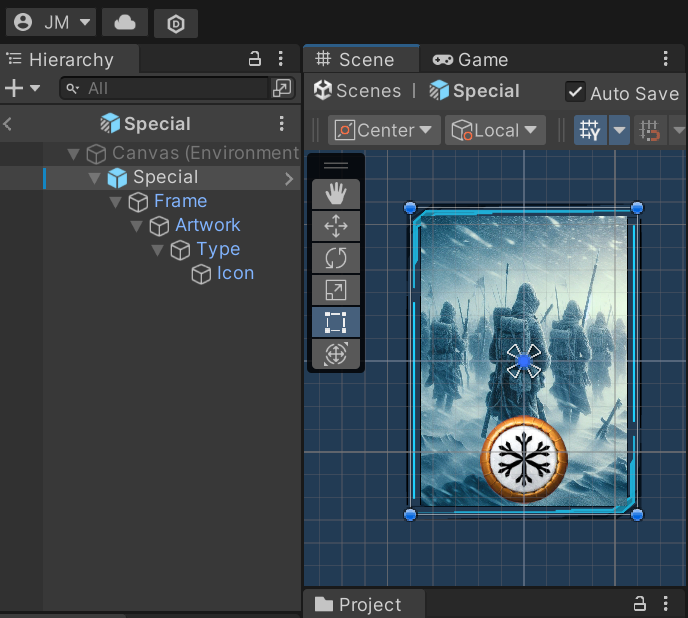 JM
Hierarchy
Scene
Game
All
Scenes | Special
Auto Save
Special
Center
Local
Canvas (Environment
Special
Frame
Artwork
Type
Icon
Project